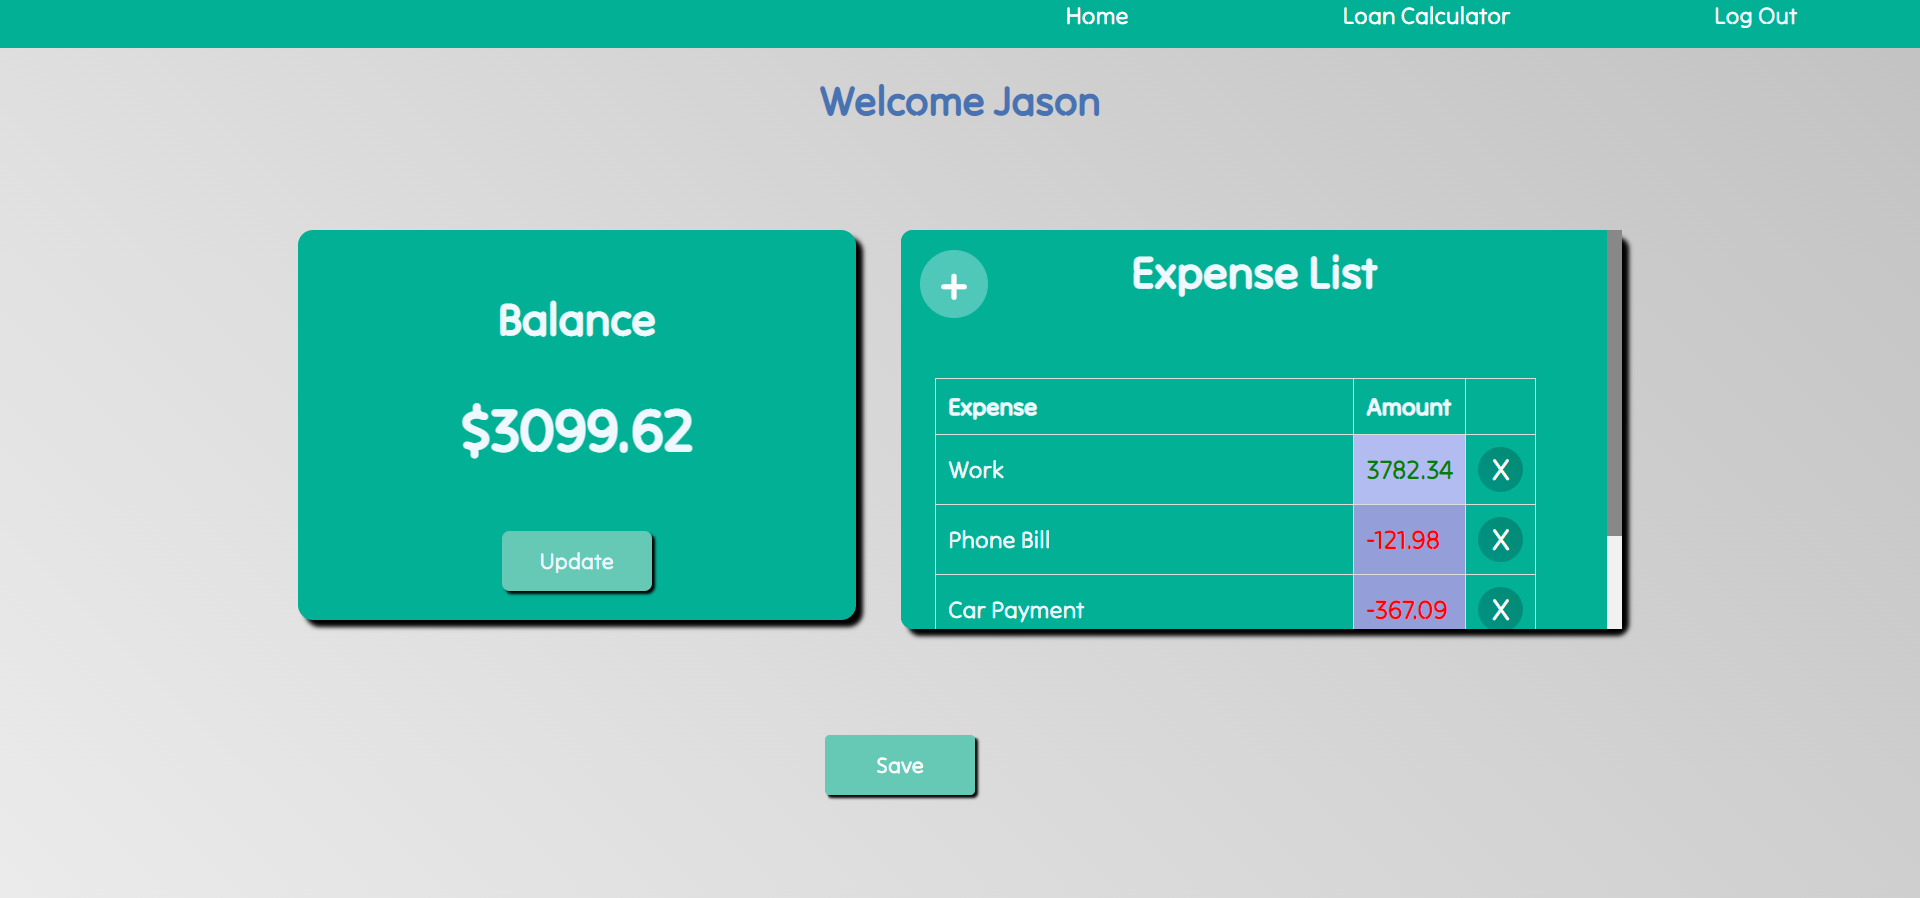 Home Loan Calculator Log Out
Welcome Jason
Balance
$3099.62
Update
+ Expense List
Expense Amount
Work 3782.34 X
Phone Bill -121.98 X
Car Payment -367.09 X
Save